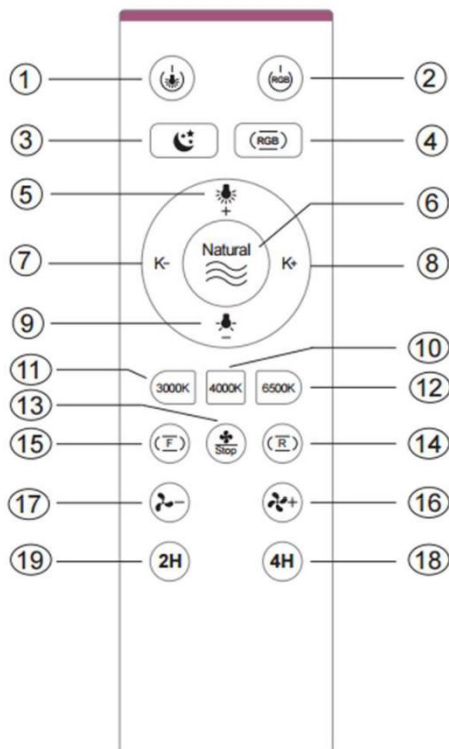 ① ②
RGB
③ ④
RGB
⑤
+
⑥
Natural
⑦ K- K+ ⑧
⑨
-
⑩
⑪
3000K 4000K 6500K
⑫
⑬
⑮ F Stop R ⑭
⑰ - + ⑯
⑲ 2H 4H ⑱